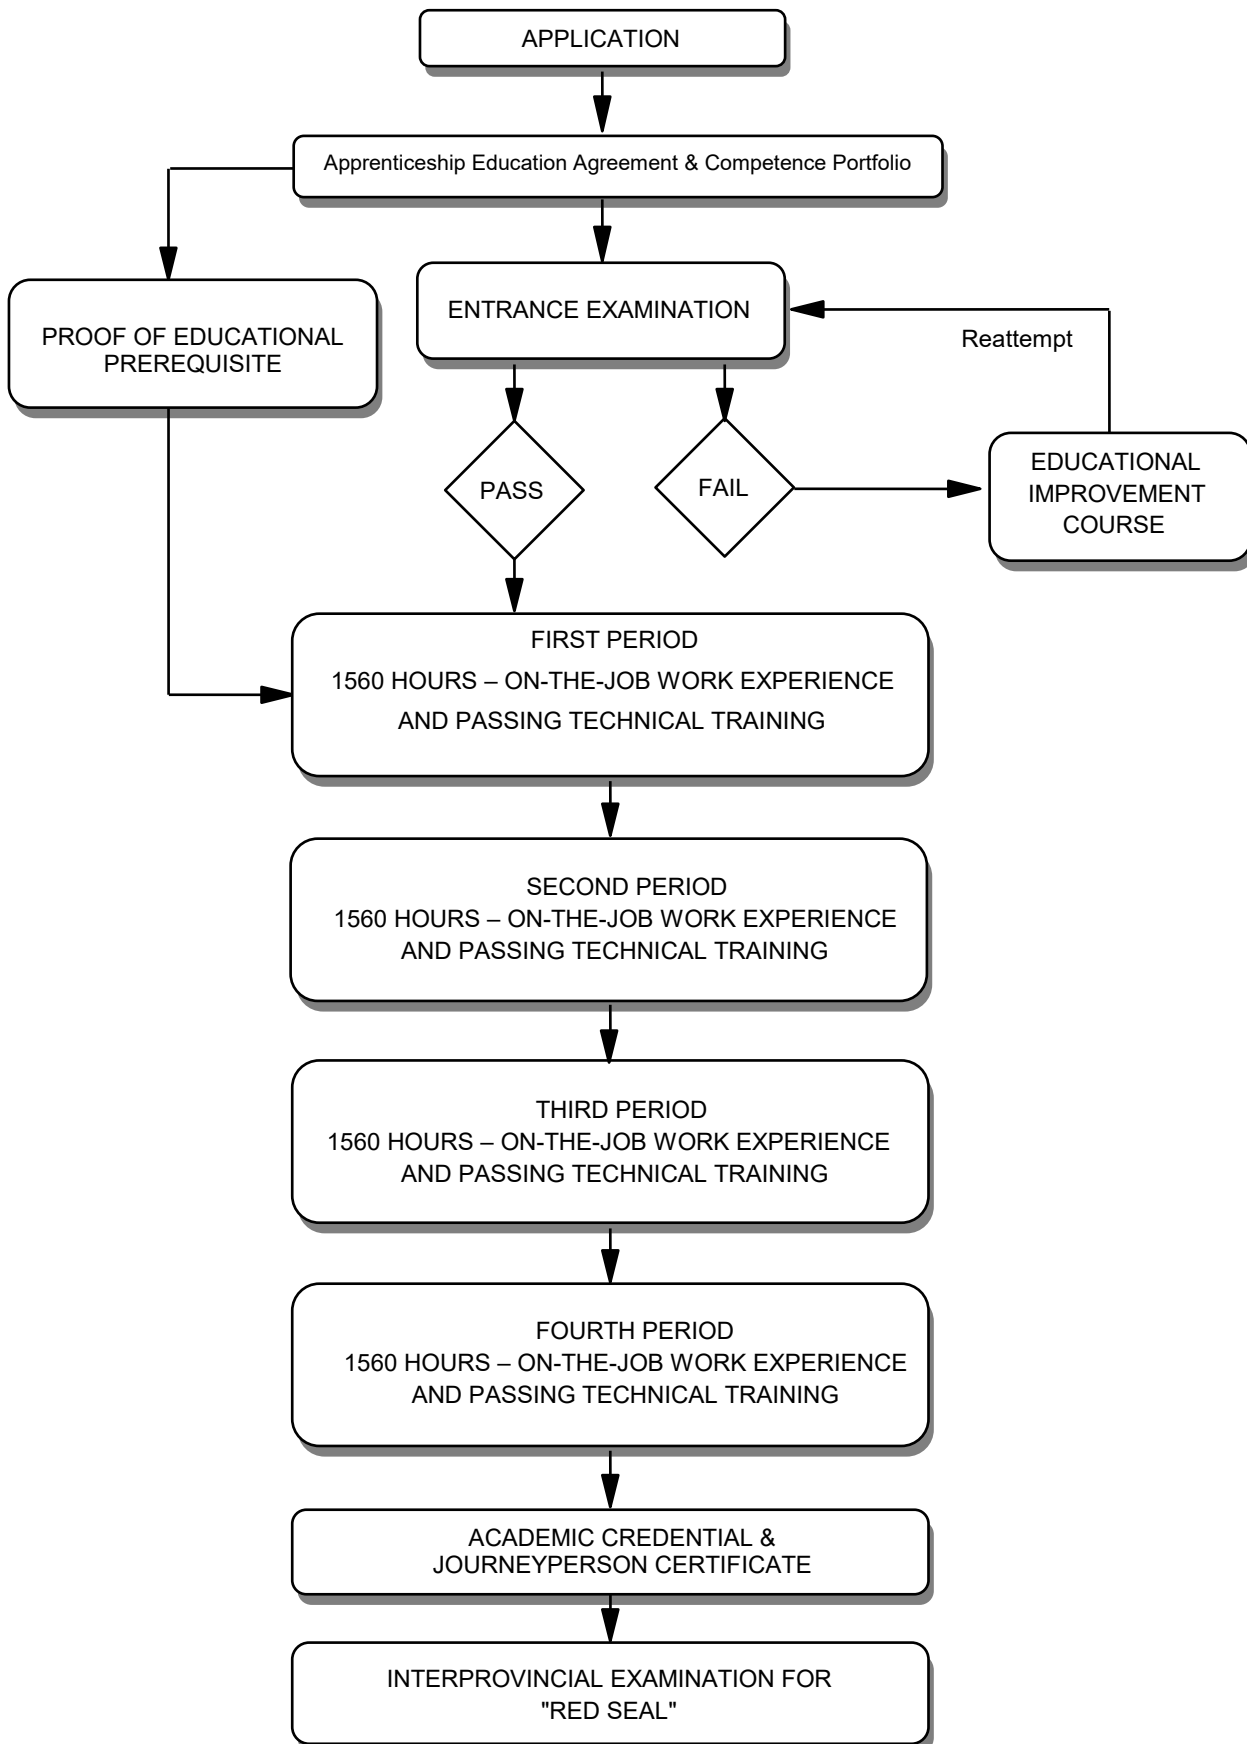 APPLICATION
Apprenticeship Education Agreement & Competence Portfolio
PROOF OF EDUCATIONAL
PREREQUISITE
ENTRANCE EXAMINATION
Reattempt
PASS
FAIL
EDUCATIONAL
IMPROVEMENT
COURSE
FIRST PERIOD
1560 HOURS – ON-THE-JOB WORK EXPERIENCE
AND PASSING TECHNICAL TRAINING
SECOND PERIOD
1560 HOURS – ON-THE-JOB WORK EXPERIENCE
AND PASSING TECHNICAL TRAINING
THIRD PERIOD
1560 HOURS – ON-THE-JOB WORK EXPERIENCE
AND PASSING TECHNICAL TRAINING
FOURTH PERIOD
1560 HOURS – ON-THE-JOB WORK EXPERIENCE
AND PASSING TECHNICAL TRAINING
ACADEMIC CREDENTIAL &
JOURNEYPERSON CERTIFICATE
INTERPROVINCIAL EXAMINATION FOR
"RED SEAL"